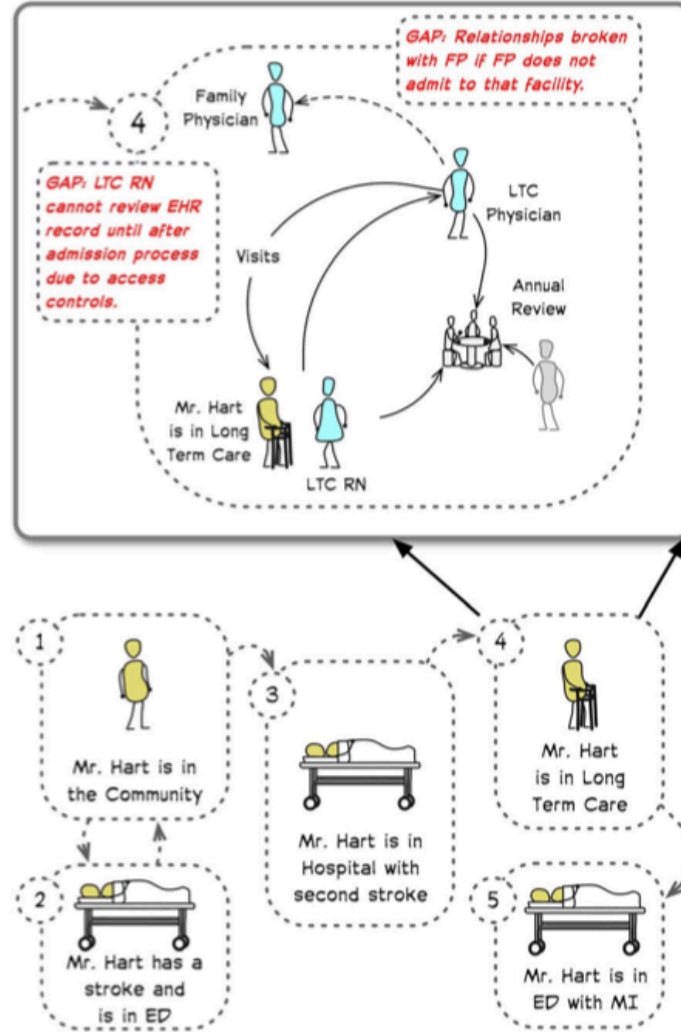 GAP: Relationships broken
with FP if FP does not
admit to that facility.
4
Family
Physician
GAP: LTC RN
cannot review EHR
record until after
admission process
due to access
controls.
LTC
Physician
Visits
Annual
Review
Mr. Hart
is in Long
Term Care
LTC RN
1
Mr. Hart is in
the Community
3
Mr. Hart is in
Hospital with
second stroke
4
Mr. Hart
is in Long
Term Care
2
Mr. Hart has a
stroke and
is in ED
5
Mr. Hart is in
ED with MI